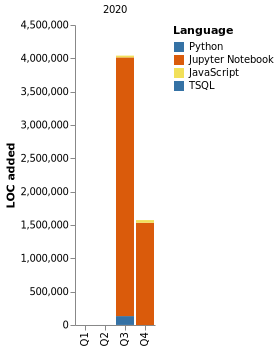 2020
Language
Python
Jupyter Notebook
JavaScript
TSQL
LOC added
4,500,000
4,000,000
3,500,000
3,000,000
2,500,000
2,000,000
1,500,000
1,000,000
500,000
0
Q1 Q2 Q3 Q4